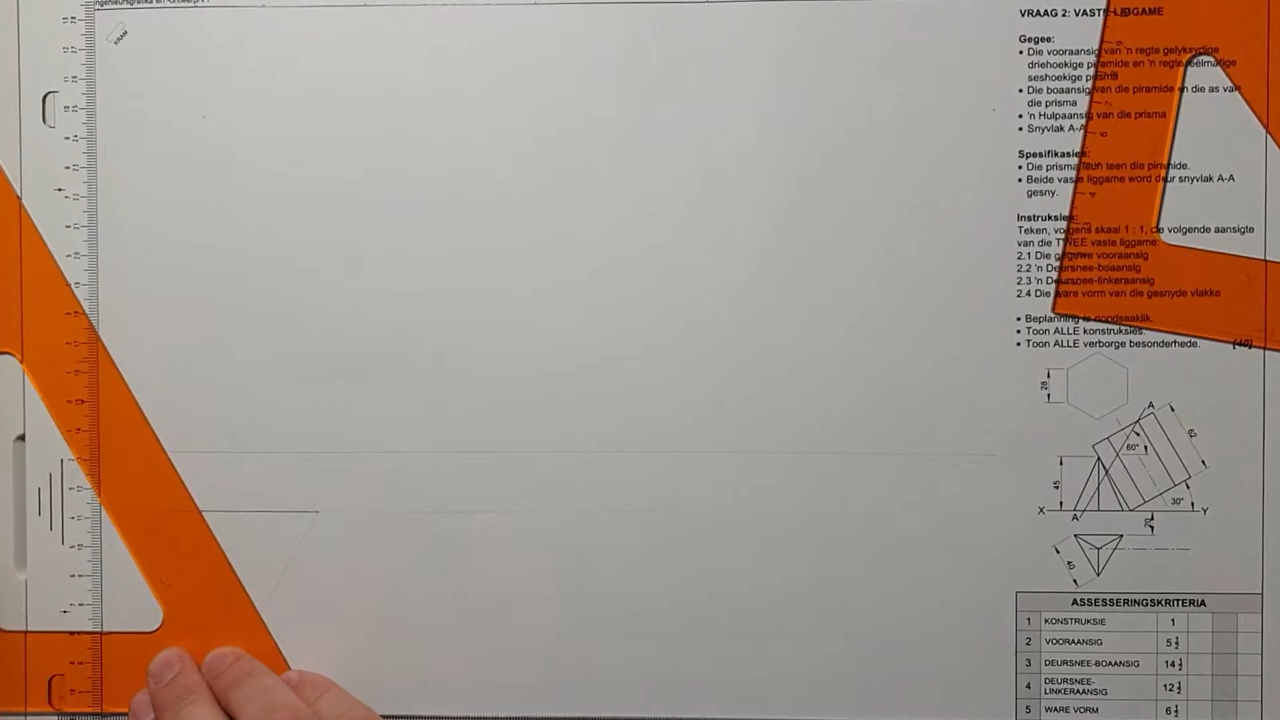 KRAM
VRAAG 2: VASTE LIGGAME
Gegee:
• Die vooraansig van 'n regte gelyksydige
driehoekige piramide en 'n regte reëlmatige
seshoekige prisma
• Die boaansig van die piramide en die as van
die prisma
• 'n Hulpaansig van die prisma
• Snyvlak A-A
Spesifikasies:
• Die prisma leun teen die piramide.
• Beide vaste liggame word deur snyvlak A-A
gesny.
Instruksies:
Teken, volgens skaal 1 : 1, die volgende aansigte
van die TWEE vaste liggame:
2.1 Die gegewe vooraansig
2.2 'n Deursnee-boaansig
2.3 'n Deursnee-linkeraansig
2.4 Die ware vorm van die gesnyde vlakke
• Beplanning is noodsaaklik.
• Toon ALLE konstruksies.
• Toon ALLE verborge besonderhede. [40]
28
A
60°
62
45
30°
X
Y
A
20
40
ASSESSERINGSKRITERIA
1 KONSTRUKSIE 1
2 VOORAANSIG 5 ½
3 DEURSNEE-BOAANSIG 14 ½
4 DEURSNEE-
LINKERAANSIG 12 ½
5 WARE VORM 6 ½